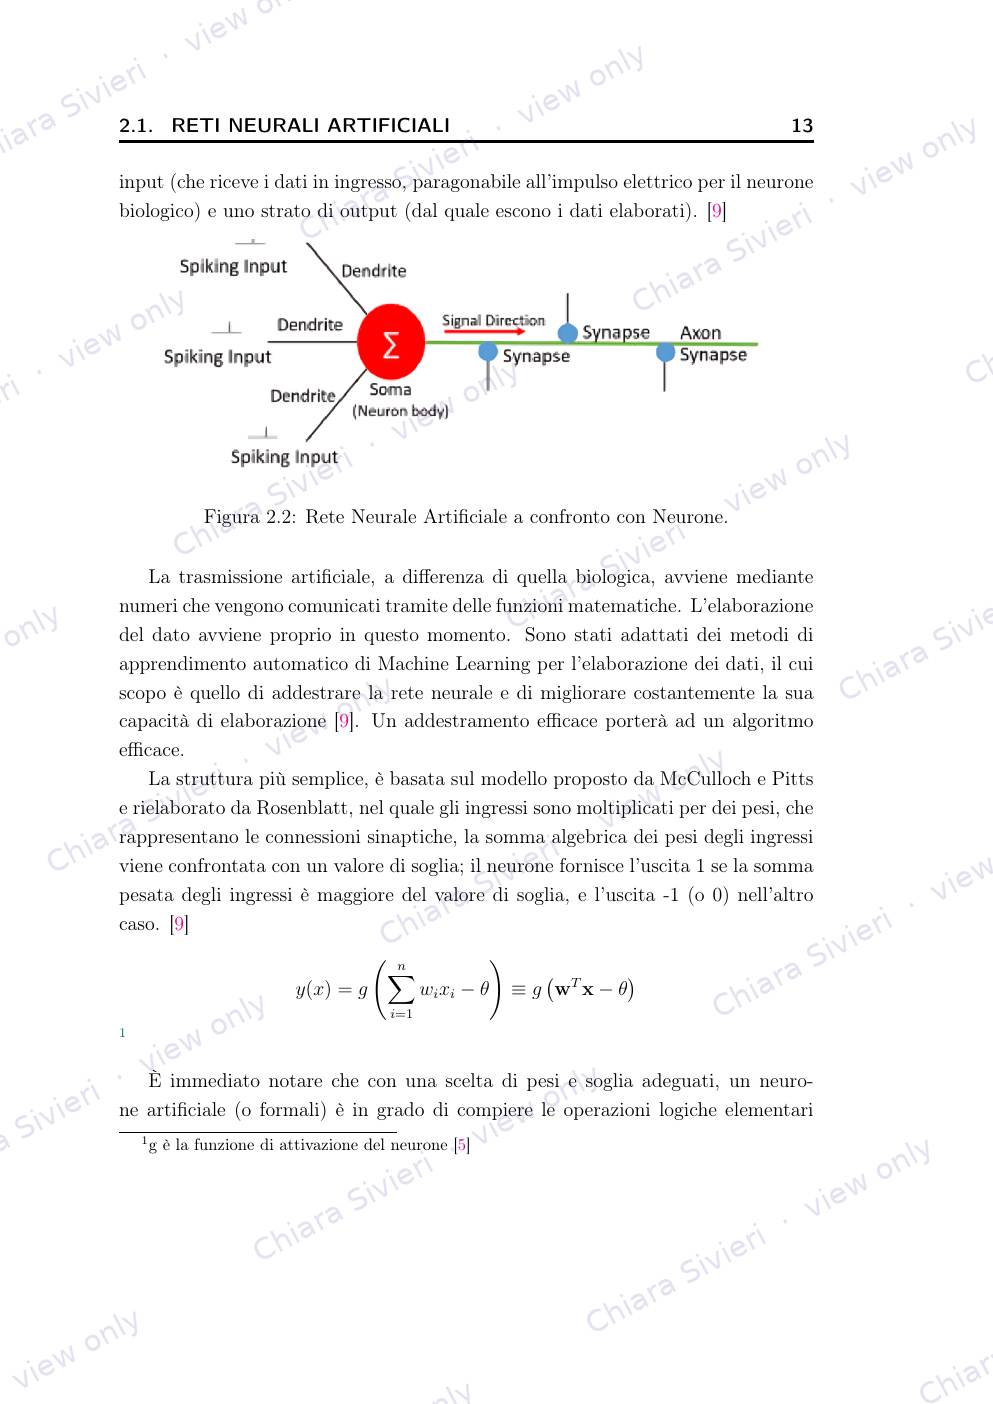 2.1. RETI NEURALI ARTIFICIALI 13
input (che riceve i dati in ingresso, paragonabile all'impulso elettrico per il neurone
biologico) e uno strato di output (dal quale escono i dati elaborati). [9]
Spiking Input
Dendrite
Dendrite
Spiking Input
Dendrite
Spiking Input
∑
Soma
(Neuron body)
Signal Direction
Synapse
Synapse
Axon
Synapse
Figura 2.2: Rete Neurale Artificiale a confronto con Neurone.
La trasmissione artificiale, a differenza di quella biologica, avviene mediante
numeri che vengono comunicati tramite delle funzioni matematiche. L'elaborazione
del dato avviene proprio in questo momento. Sono stati adattati dei metodi di
apprendimento automatico di Machine Learning per l'elaborazione dei dati, il cui
scopo è quello di addestrare la rete neurale e di migliorare costantemente la sua
capacità di elaborazione [9]. Un addestramento efficace porterà ad un algoritmo
efficace.
La struttura più semplice, è basata sul modello proposto da McCulloch e Pitts
e rielaborato da Rosenblatt, nel quale gli ingressi sono moltiplicati per dei pesi, che
rappresentano le connessioni sinaptiche, la somma algebrica dei pesi degli ingressi
viene confrontata con un valore di soglia; il neurone fornisce l'uscita 1 se la somma
pesata degli ingressi è maggiore del valore di soglia, e l'uscita -1 (o 0) nell'altro
caso. [9]
y(x) = g (∑_{i=1}^{n} w_i x_i − θ) ≡ g (w^T x − θ)
1
È immediato notare che con una scelta di pesi e soglia adeguati, un neuro-
ne artificiale (o formali) è in grado di compiere le operazioni logiche elementari
1g è la funzione di attivazione del neurone [5]
Chiara Sivieri · view only